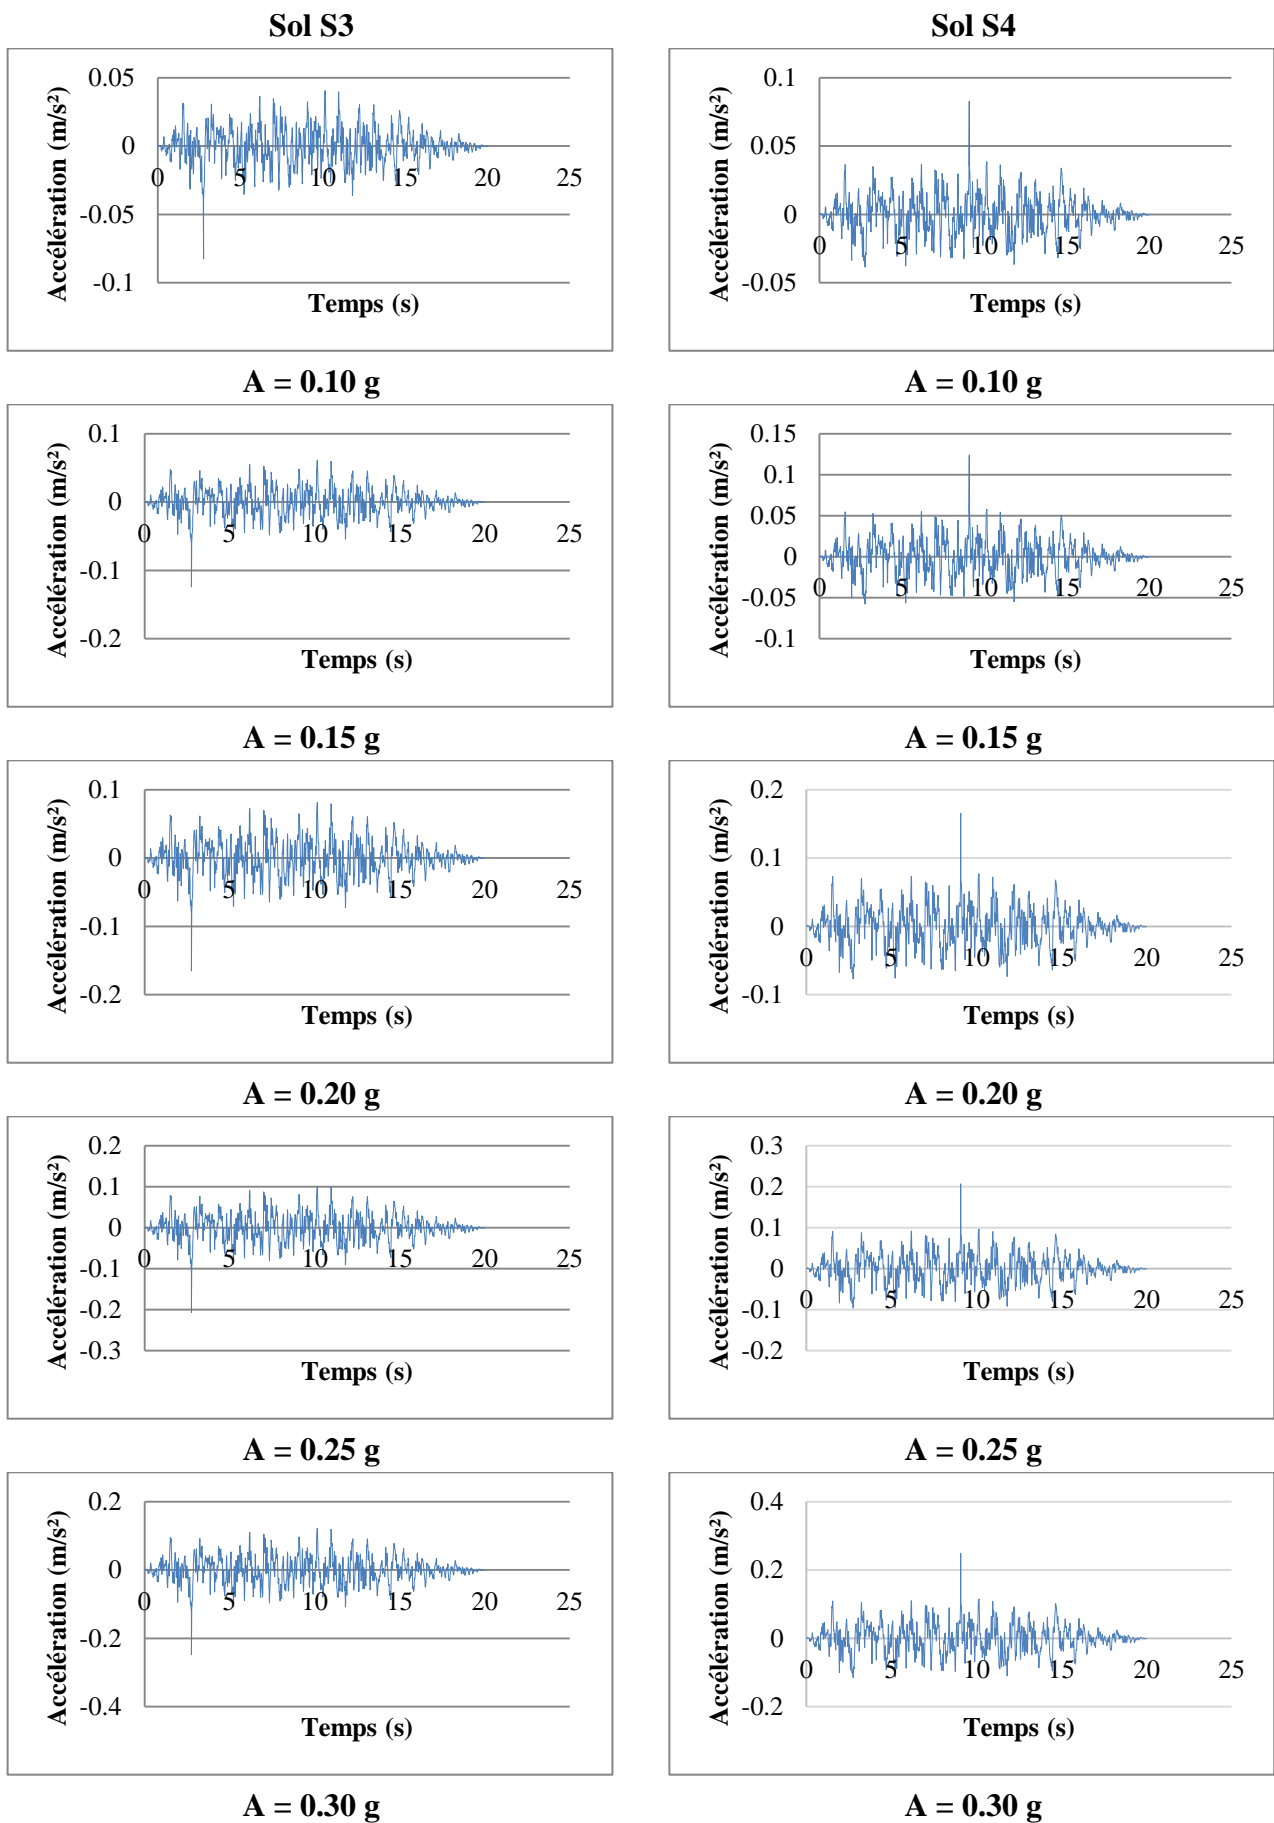 Sol S3
Accélération (m/s²)
0.05
0
-0.05
-0.1
0 5 10 15 20 25
Temps (s)
A = 0.10 g
Accélération (m/s²)
0.1
0
-0.1
-0.2
0 5 10 15 20 25
Temps (s)
A = 0.15 g
Accélération (m/s²)
0.1
0
-0.1
-0.2
0 5 10 15 20 25
Temps (s)
A = 0.20 g
Accélération (m/s²)
0.2
0.1
0
-0.1
-0.2
-0.3
0 5 10 15 20 25
Temps (s)
A = 0.25 g
Accélération (m/s²)
0.2
0
-0.2
-0.4
0 5 10 15 20 25
Temps (s)
A = 0.30 g
Sol S4
Accélération (m/s²)
0.1
0.05
0
-0.05
0 5 10 15 20 25
Temps (s)
A = 0.10 g
Accélération (m/s²)
0.15
0.1
0.05
0
-0.05
-0.1
0 5 10 15 20 25
Temps (s)
A = 0.15 g
Accélération (m/s²)
0.2
0.1
0
-0.1
0 5 10 15 20 25
Temps (s)
A = 0.20 g
Accélération (m/s²)
0.3
0.2
0.1
0
-0.1
-0.2
0 5 10 15 20 25
Temps (s)
A = 0.25 g
Accélération (m/s²)
0.4
0.2
0
-0.2
0 5 10 15 20 25
Temps (s)
A = 0.30 g